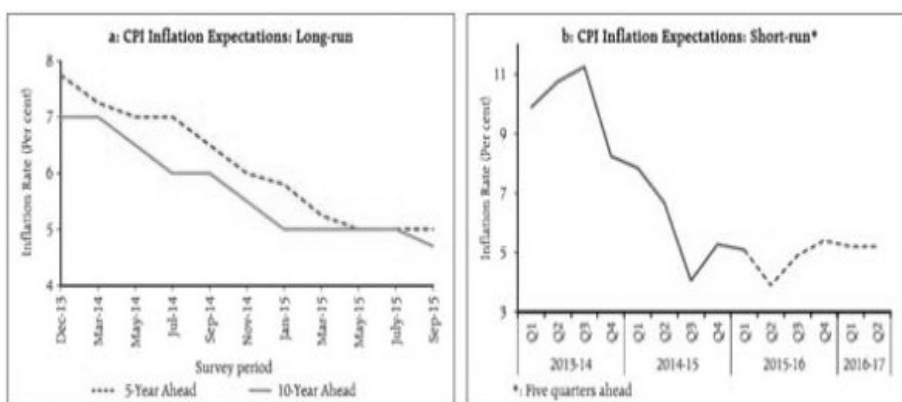 a: CPI Inflation Expectations: Long-run
Inflation Rate (Per cent)
8
7
6
5
4
Dec-13
Mar-14
May-14
Jul-14
Sep-14
Nov-14
Jan-15
Mar-15
May-15
July-15
Sep-15
Survey period
5-Year Ahead
10-Year Ahead
b: CPI Inflation Expectations: Short-run*
Inflation Rate (Per cent)
11
9
7
5
3
Q1 Q2 Q3 Q4 Q1 Q2 Q3 Q4 Q1 Q2 Q3 Q4 Q1 Q2
2013-14 2014-15 2015-16 2016-17
*: Five quarters ahead